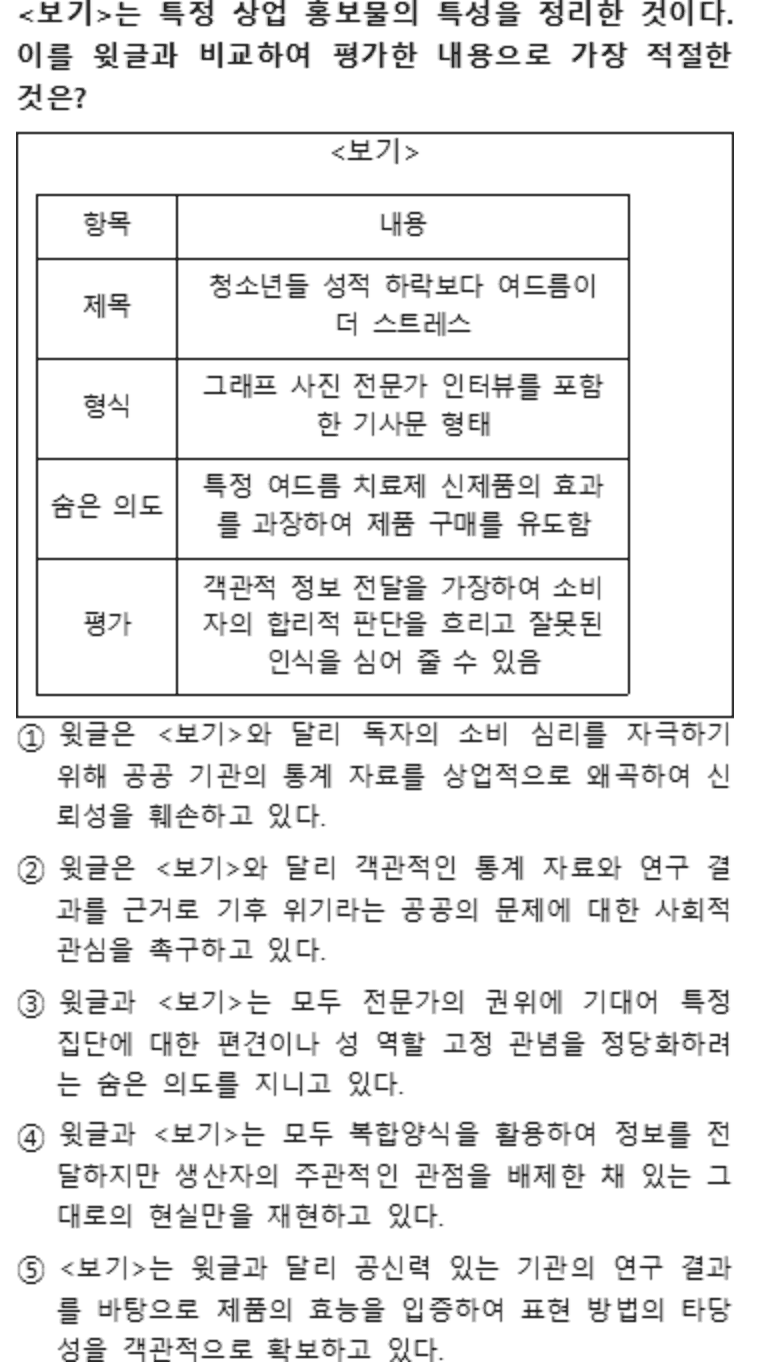 <보기>는 특정 상업 홍보물의 특성을 정리한 것이다.
이를 윗글과 비교하여 평가한 내용으로 가장 적절한
것은?
<보기>
항목 내용
제목 청소년들 성적 하락보다 여드름이
더 스트레스
형식 그래프 사진 전문가 인터뷰를 포함
한 기사문 형태
숨은 의도 특정 여드름 치료제 신제품의 효과
를 과장하여 제품 구매를 유도함
평가 객관적 정보 전달을 가장하여 소비
자의 합리적 판단을 흐리고 잘못된
인식을 심어 줄 수 있음
① 윗글은 <보기>와 달리 독자의 소비 심리를 자극하기
위해 공공 기관의 통계 자료를 상업적으로 왜곡하여 신
뢰성을 훼손하고 있다.
② 윗글은 <보기>와 달리 객관적인 통계 자료와 연구 결
과를 근거로 기후 위기라는 공공의 문제에 대한 사회적
관심을 촉구하고 있다.
③ 윗글과 <보기>는 모두 전문가의 권위에 기대어 특정
집단에 대한 편견이나 성 역할 고정 관념을 정당화하려
는 숨은 의도를 지니고 있다.
④ 윗글과 <보기>는 모두 복합양식을 활용하여 정보를 전
달하지만 생산자의 주관적인 관점을 배제한 채 있는 그
대로의 현실만을 재현하고 있다.
⑤ <보기>는 윗글과 달리 공신력 있는 기관의 연구 결과
를 바탕으로 제품의 효능을 입증하여 표현 방법의 타당
성을 객관적으로 확보하고 있다.